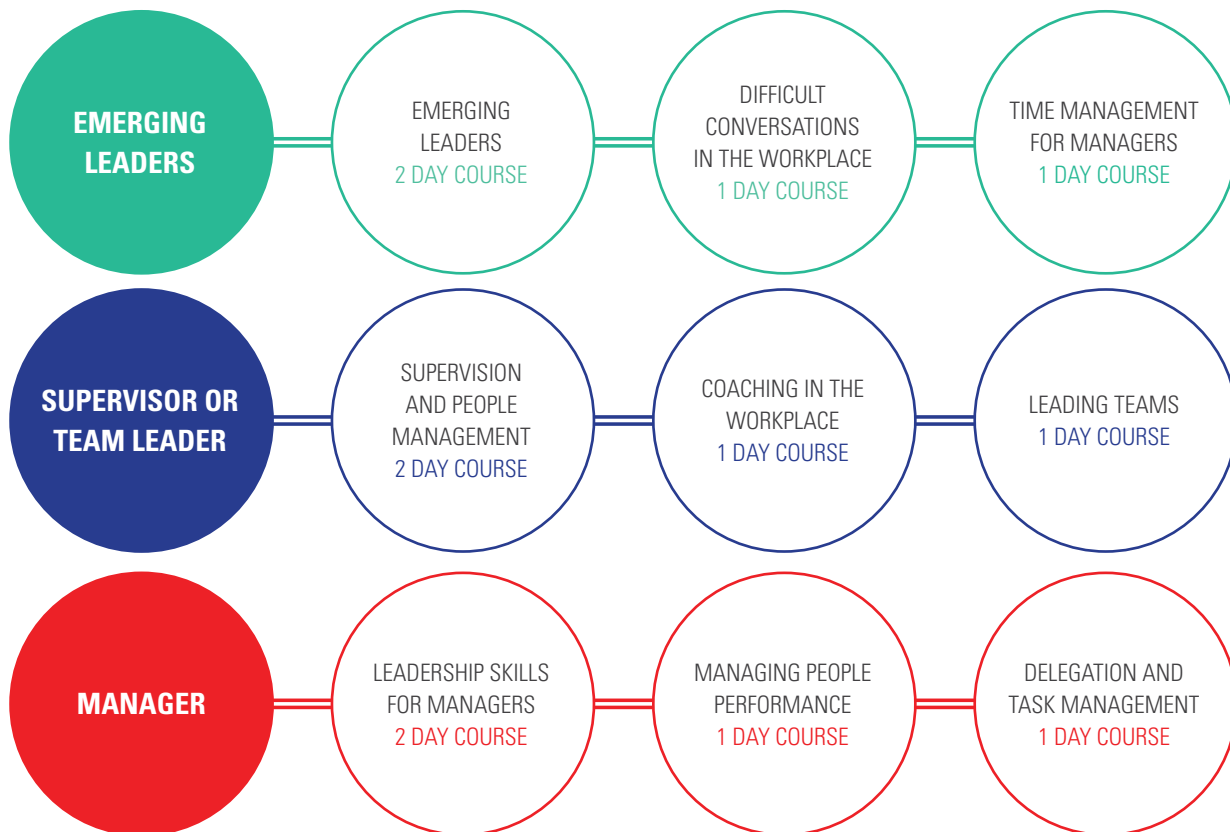 EMERGING
LEADERS
EMERGING
LEADERS
2 DAY COURSE
DIFFICULT
CONVERSATIONS
IN THE WORKPLACE
1 DAY COURSE
TIME MANAGEMENT
FOR MANAGERS
1 DAY COURSE
SUPERVISOR OR
TEAM LEADER
SUPERVISION
AND PEOPLE
MANAGEMENT
2 DAY COURSE
COACHING IN THE
WORKPLACE
1 DAY COURSE
LEADING TEAMS
1 DAY COURSE
MANAGER
LEADERSHIP SKILLS
FOR MANAGERS
2 DAY COURSE
MANAGING PEOPLE
PERFORMANCE
1 DAY COURSE
DELEGATION AND
TASK MANAGEMENT
1 DAY COURSE